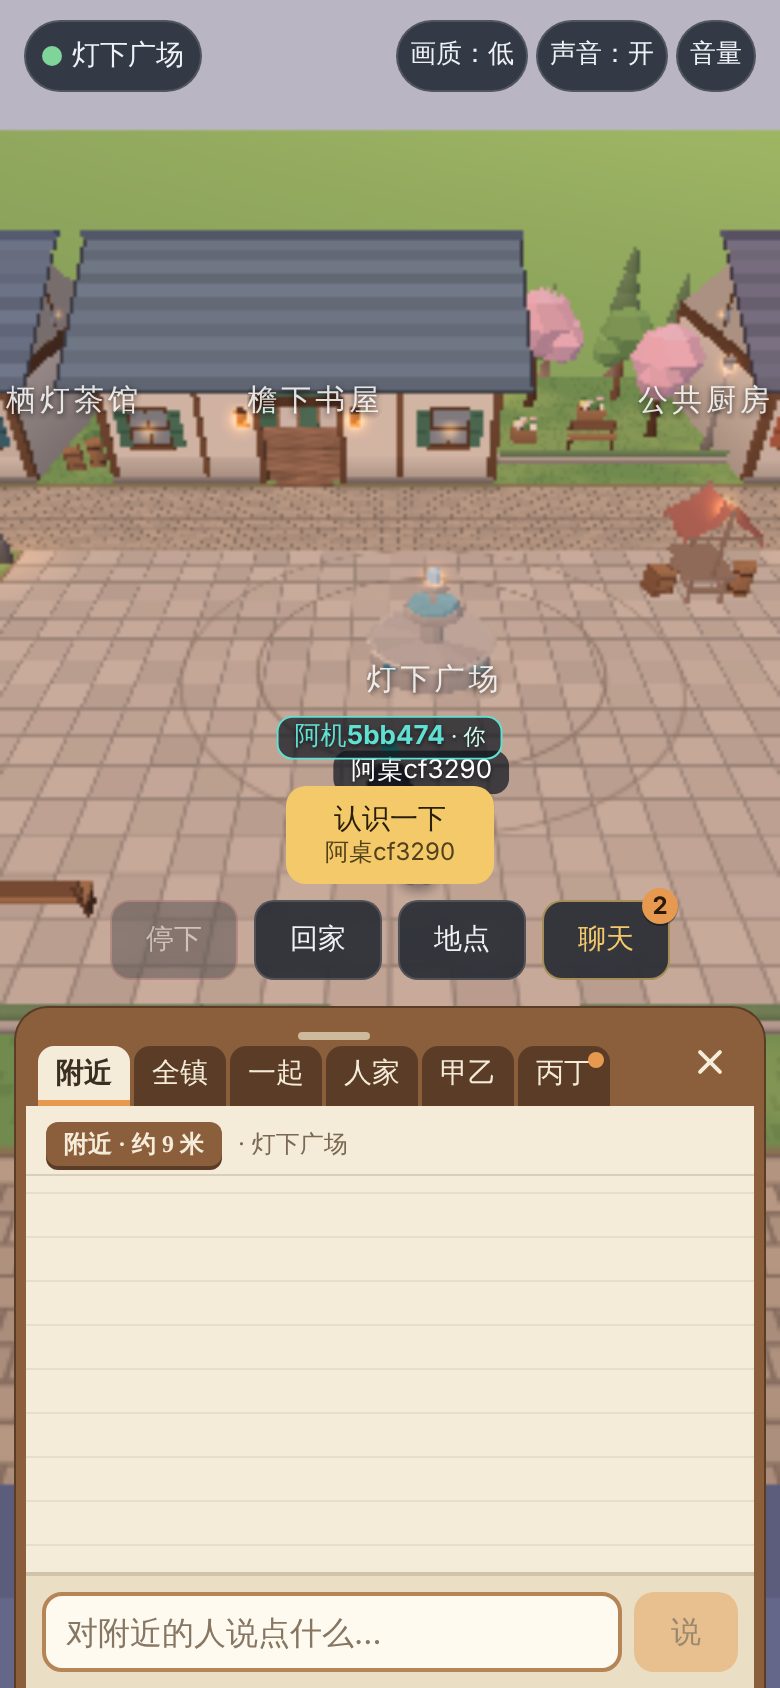 灯下广场
画质：低
声音：开
音量
栖灯茶馆
檐下书屋
公共厨房
灯下广场
阿机5bb474 · 你
阿桌cf3290
认识一下
阿桌cf3290
停下
回家
地点
聊天
2
附近
全镇
一起
人家
甲乙
丙丁
附近 · 约 9 米
· 灯下广场
对附近的人说点什么...
说